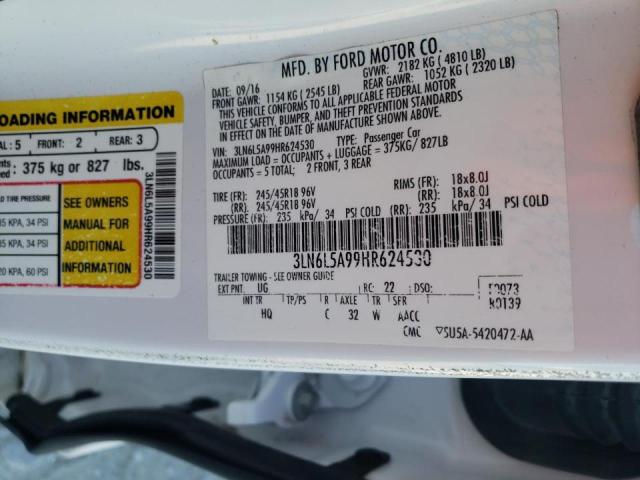 OADING INFORMATION
AL: 5 FRONT: 2 REAR: 3
nts 375 kg or 827 lbs.
D TIRE PRESSURE
35 KPA, 34 PSI
35 KPA, 34 PSI
20 KPA, 60 PSI
SEE OWNERS
MANUAL FOR
ADDITIONAL
INFORMATION
3LN6L5A99HR624530
MFD. BY FORD MOTOR CO.
DATE: 09/16 GVWR: 2182 KG ( 4810 LB)
FRONT GAWR: 1154 KG ( 2545 LB) REAR GAWR: 1052 KG ( 2320 LB)
THIS VEHICLE CONFORMS TO ALL APPLICABLE FEDERAL MOTOR
VEHICLE SAFETY, BUMPER, AND THEFT PREVENTION STANDARDS
IN EFFECT ON THE DATE OF MANUFACTURE SHOWN ABOVE.
VIN: 3LN6L5A99HR624530 TYPE: Passenger Car
MAXIMUM LOAD = OCCUPANTS + LUGGAGE = 375KG/ 827LB
OCCUPANTS = 5 TOTAL; 2 FRONT, 3 REAR
TIRE (FR): 245/45R18 96V RIMS (FR): 18x8.0J
(RR): 245/45R18 96V (RR): 18x8.0J
PRESSURE (FR): 235 kPa/ 34 PSI COLD (RR): 235 kPa/ 34 PSI COLD
3LN6L5A99HR624530
TRAILER TOWING - SEE OWNER GUIDE
EXT PNT: UG RC: 22 DSO: F0073
INT TR TP/PS R AXLE TR SFR R0139
HQ C 32 W AACC
CMC 5U5A-5420472-AA